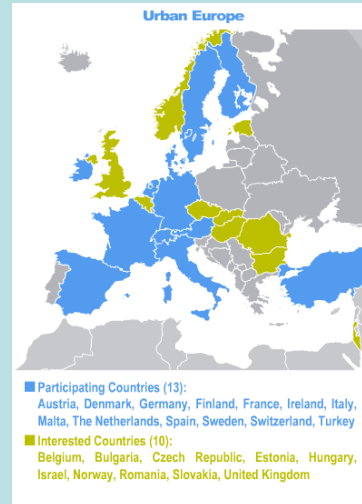 Urban Europe
Participating Countries (13):
Austria, Denmark, Germany, Finland, France, Ireland, Italy,
Malta, The Netherlands, Spain, Sweden, Switzerland, Turkey
Interested Countries (10):
Belgium, Bulgaria, Czech Republic, Estonia, Hungary,
Israel, Norway, Romania, Slovakia, United Kingdom